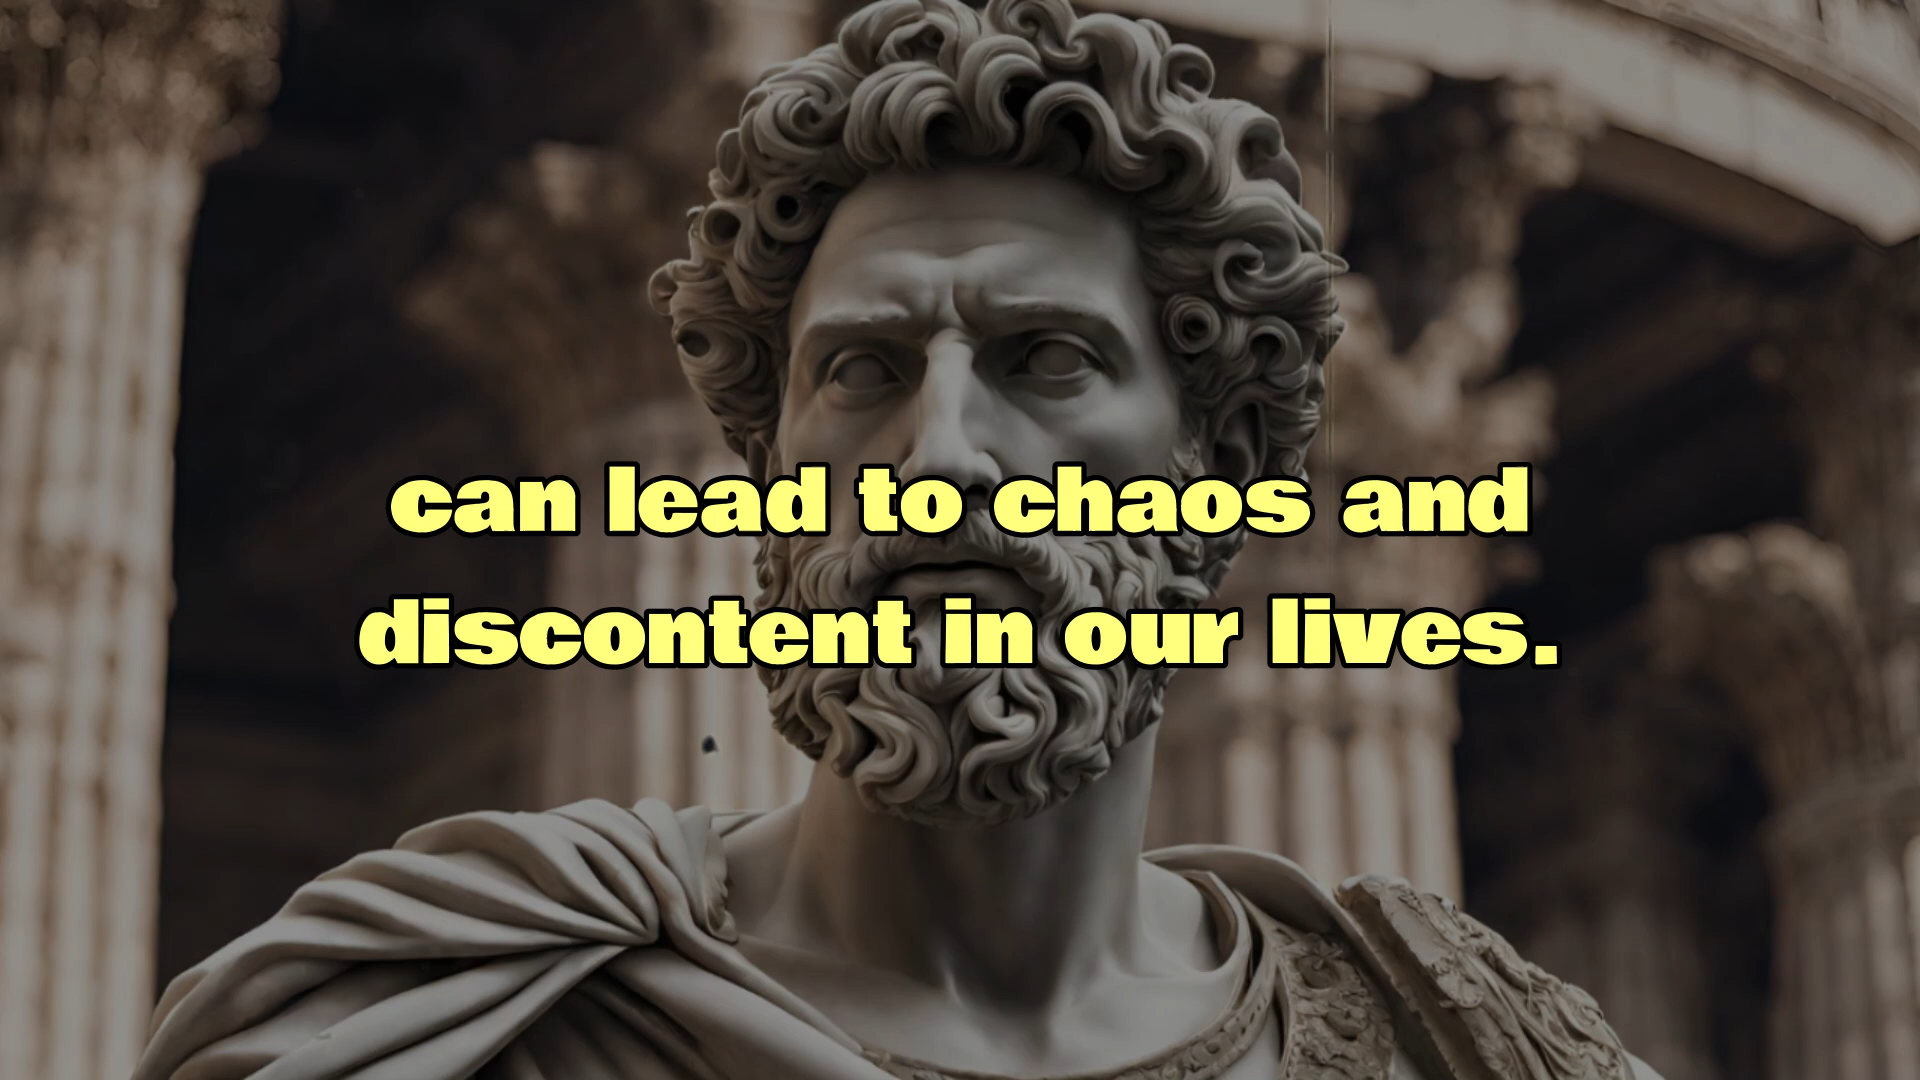 can lead to chaos and
discontent in our lives.